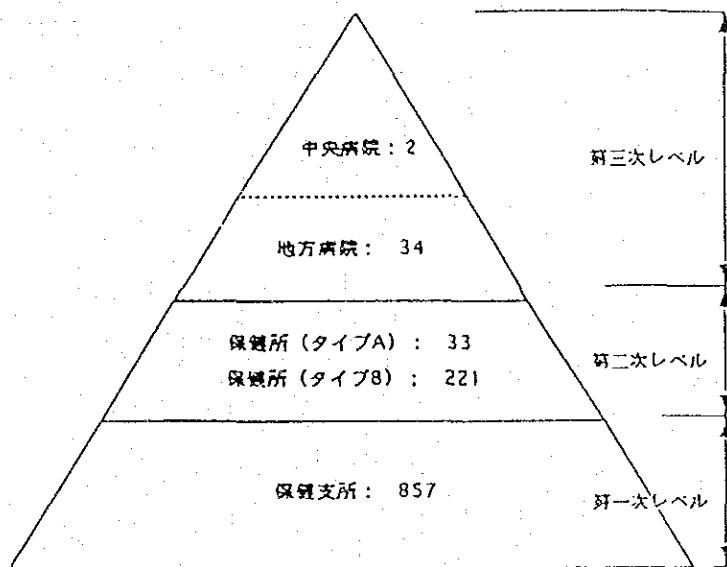 中央病院： 2
第三次レベル
地方病院： 34
保健所（タイプA）： 33
保健所（タイプB）： 221
第二次レベル
保健支所： 857
第一次レベル